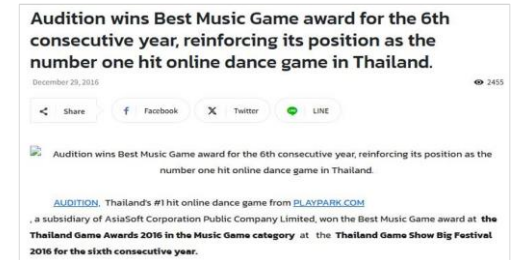 Audition wins Best Music Game award for the 6th
consecutive year, reinforcing its position as the
number one hit online dance game in Thailand.
December 29, 2016 2455
Share Facebook Twitter LINE
Audition wins Best Music Game award for the 6th consecutive year, reinforcing its position as the
number one hit online dance game in Thailand.
AUDITION, Thailand's #1 hit online dance game from PLAYPARK.COM
, a subsidiary of AsiaSoft Corporation Public Company Limited, won the Best Music Game award at the
Thailand Game Awards 2016 in the Music Game category at the Thailand Game Show Big Festival
2016 for the sixth consecutive year.